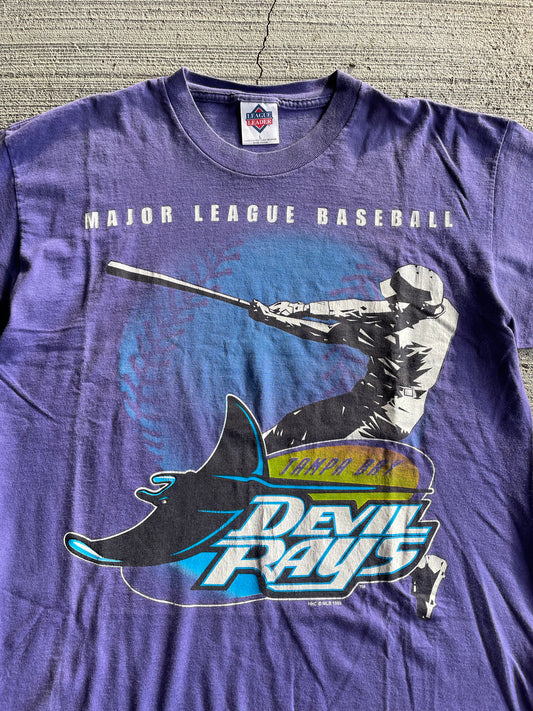 LEAGUE
LEADER
MAJOR LEAGUE BASEBALL
TAMPA BAY
DEVIL
RAYS